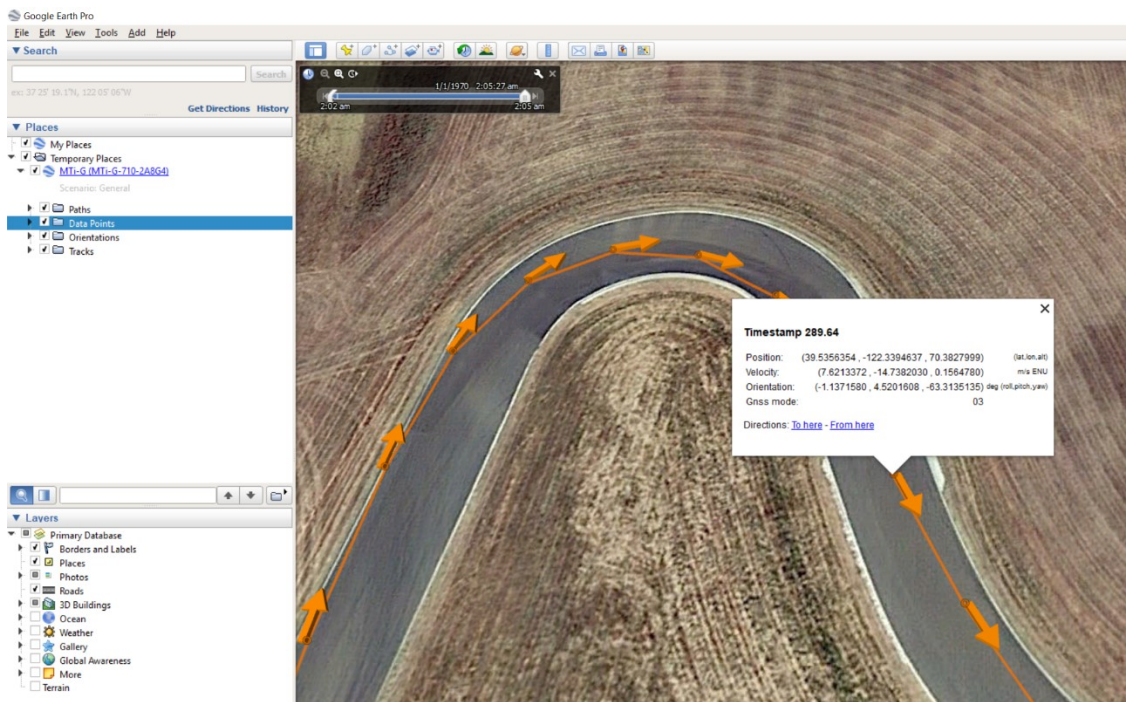 Google Earth Pro
File Edit View Tools Add Help
▼ Search
Search
ex: 37 25' 19.1"N, 122 05' 06"W
Get Directions History
▼ Places
My Places
Temporary Places
MTi-G (MTi-G-710-2A8G4)
Scenario: General
Paths
Data Points
Orientations
Tracks
▼ Layers
Primary Database
Borders and Labels
Places
Photos
Roads
3D Buildings
Ocean
Weather
Gallery
Global Awareness
More
Terrain
1/1/1970 2:05:27 am
2:02 am 2:05 am
Timestamp 289.64
Position: (39.5356354 , -122.3394637 , 70.3827999) (lat,lon,alt)
Velocity: (7.6213372 , -14.7382030 , 0.1564780) m/s ENU
Orientation: (-1.1371580 , 4.5201608 , -63.3135135) deg (roll,pitch,yaw)
Gnss mode: 03
Directions: To here - From here